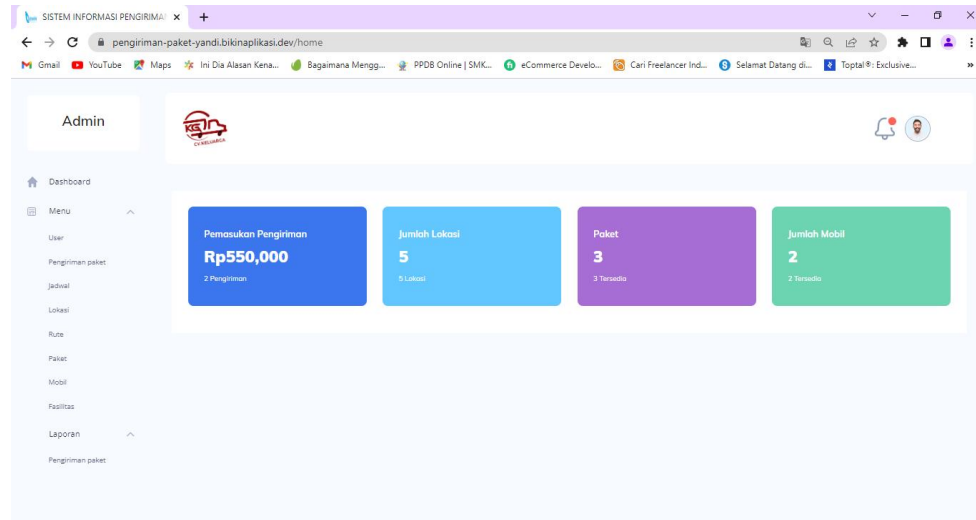 SISTEM INFORMASI PENGIRIMA
pengiriman-paket-yandi.bikinaplikasi.dev/home
Gmail YouTube Maps Ini Dia Alasan Kena... Bagaimana Mengg... PPDB Online | SMK... eCommerce Develo... Cari Freelancer Ind... Selamat Datang di... Toptal®: Exclusive...
Admin
KGN
CV.KELUARGA
Dashboard
Menu
User
Pengiriman paket
Jadwal
Lokasi
Rute
Paket
Mobil
Fasilitas
Laporan
Pengiriman paket
Pemasukan Pengiriman
Rp550,000
2 Pengiriman
Jumlah Lokasi
5
5 Lokasi
Paket
3
3 Tersedia
Jumlah Mobil
2
2 Tersedia